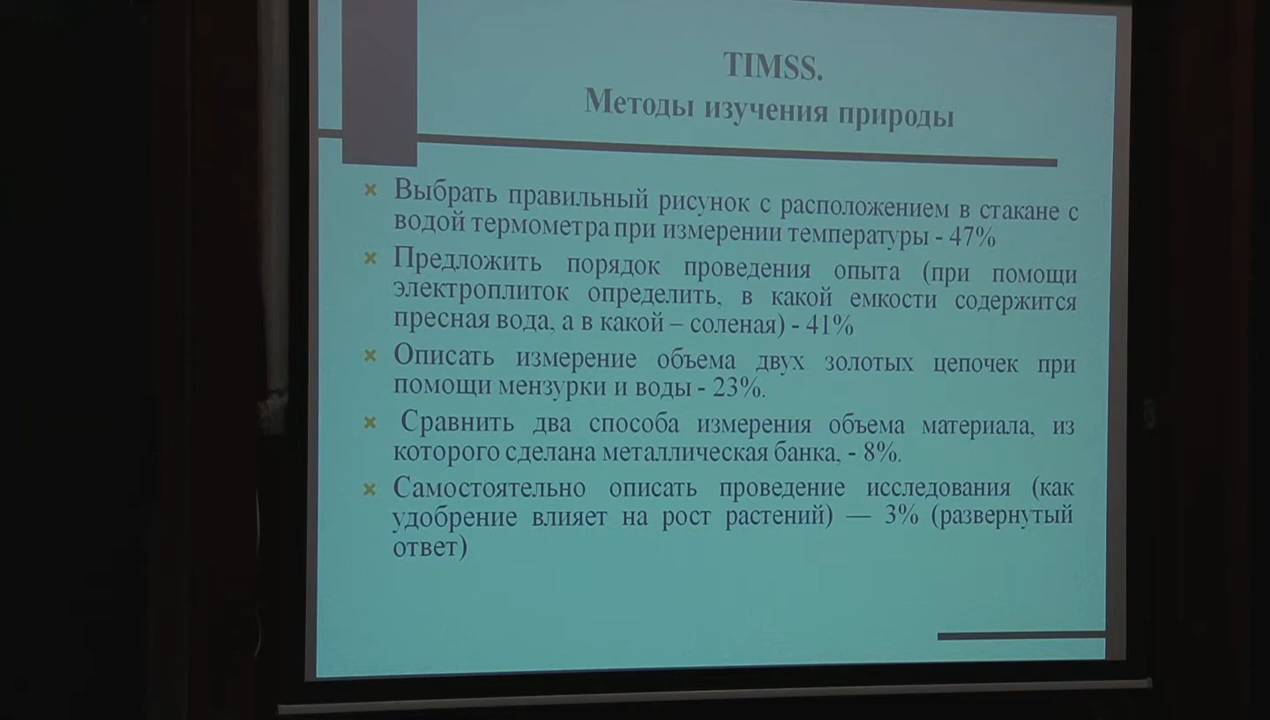 TIMSS.
Методы изучения природы
Выбрать правильный рисунок с расположением в стакане с
водой термометра при измерении температуры - 47%
Предложить порядок проведения опыта (при помощи
электроплиток определить, в какой емкости содержится
пресная вода, а в какой – соленая) - 41%
Описать измерение объема двух золотых цепочек при
помощи мензурки и воды - 23%.
Сравнить два способа измерения объема материала, из
которого сделана металлическая банка, - 8%.
Самостоятельно описать проведение исследования (как
удобрение влияет на рост растений) — 3% (развернутый
ответ)